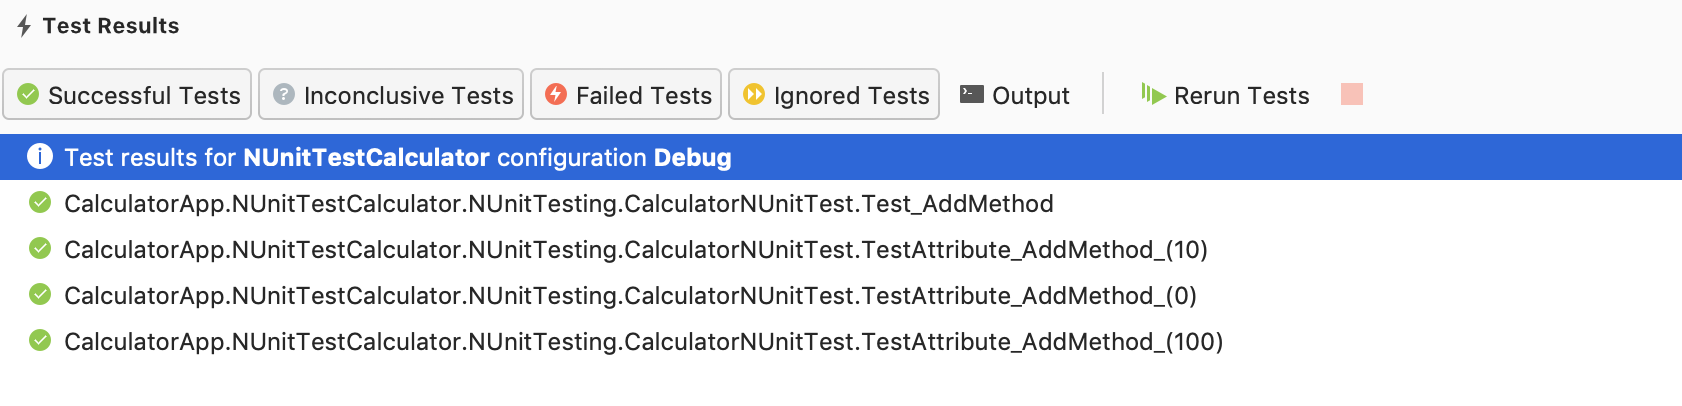 Test Results
Successful Tests Inconclusive Tests Failed Tests Ignored Tests Output Rerun Tests
Test results for NUnitTestCalculator configuration Debug
CalculatorApp.NUnitTestCalculator.NUnitTesting.CalculatorNUnitTest.Test_AddMethod
CalculatorApp.NUnitTestCalculator.NUnitTesting.CalculatorNUnitTest.TestAttribute_AddMethod_(10)
CalculatorApp.NUnitTestCalculator.NUnitTesting.CalculatorNUnitTest.TestAttribute_AddMethod_(0)
CalculatorApp.NUnitTestCalculator.NUnitTesting.CalculatorNUnitTest.TestAttribute_AddMethod_(100)